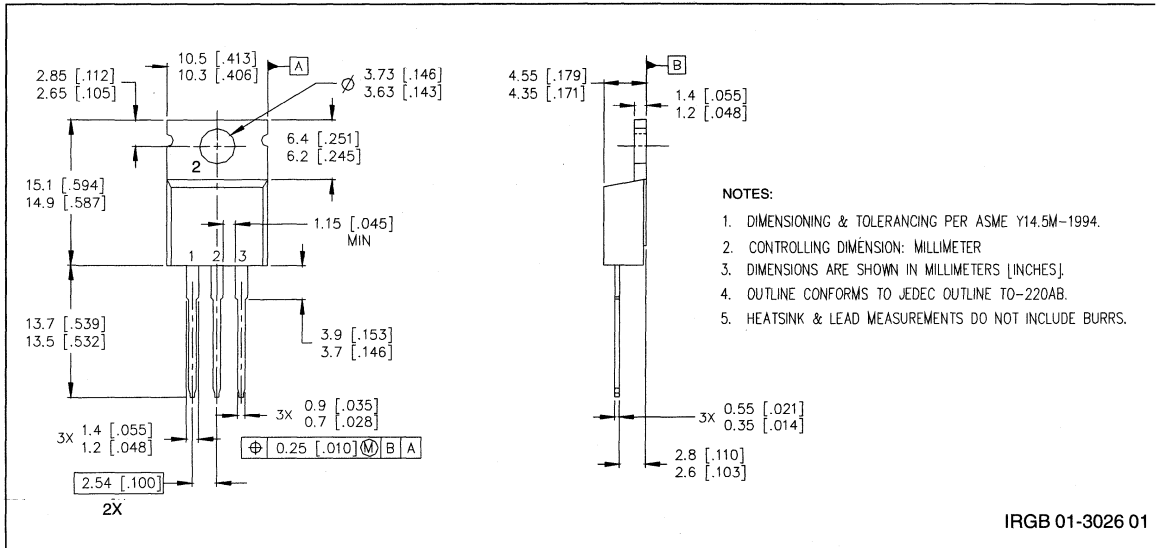 10.5 [.413]
10.3 [.406]
A
2.85 [.112]
2.65 [.105]
Ø 3.73 [.146]
3.63 [.143]
6.4 [.251]
6.2 [.245]
2
15.1 [.594]
14.9 [.587]
1.15 [.045]
MIN
1 2 3
13.7 [.539]
13.5 [.532]
3.9 [.153]
3.7 [.146]
3X 0.9 [.035]
0.7 [.028]
3X 1.4 [.055]
1.2 [.048]
⌖ 0.25 [.010] Ⓜ B A
2.54 [.100]
2X
4.55 [.179]
4.35 [.171]
B
1.4 [.055]
1.2 [.048]
3X 0.55 [.021]
0.35 [.014]
2.8 [.110]
2.6 [.103]
NOTES:
1. DIMENSIONING & TOLERANCING PER ASME Y14.5M-1994.
2. CONTROLLING DIMENSION: MILLIMETER
3. DIMENSIONS ARE SHOWN IN MILLIMETERS [INCHES].
4. OUTLINE CONFORMS TO JEDEC OUTLINE TO-220AB.
5. HEATSINK & LEAD MEASUREMENTS DO NOT INCLUDE BURRS.
IRGB 01-3026 01